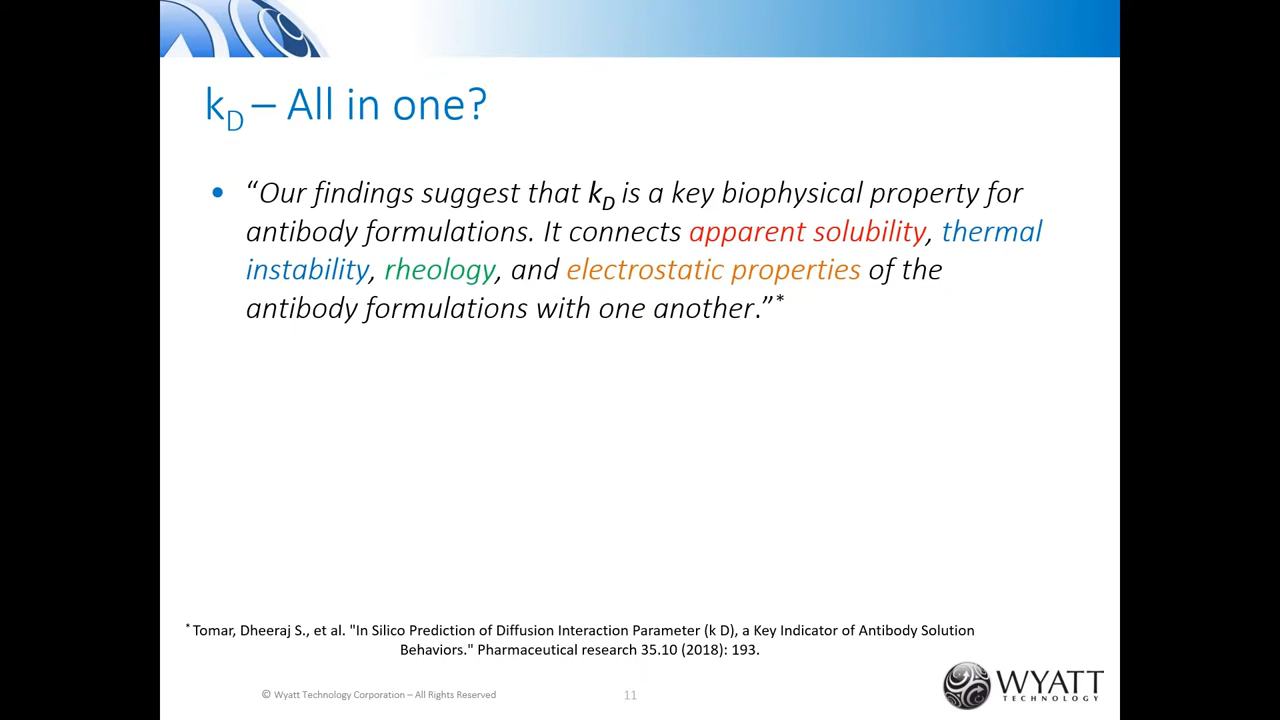 kD – All in one?
• “Our findings suggest that kD is a key biophysical property for
antibody formulations. It connects apparent solubility, thermal
instability, rheology, and electrostatic properties of the
antibody formulations with one another.”*
* Tomar, Dheeraj S., et al. "In Silico Prediction of Diffusion Interaction Parameter (k D), a Key Indicator of Antibody Solution
Behaviors." Pharmaceutical research 35.10 (2018): 193.
© Wyatt Technology Corporation – All Rights Reserved
11
WYATT
TECHNOLOGY